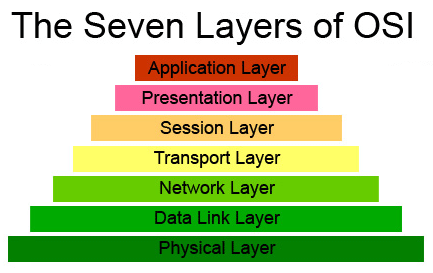 The Seven Layers of OSI
Application Layer
Presentation Layer
Session Layer
Transport Layer
Network Layer
Data Link Layer
Physical Layer